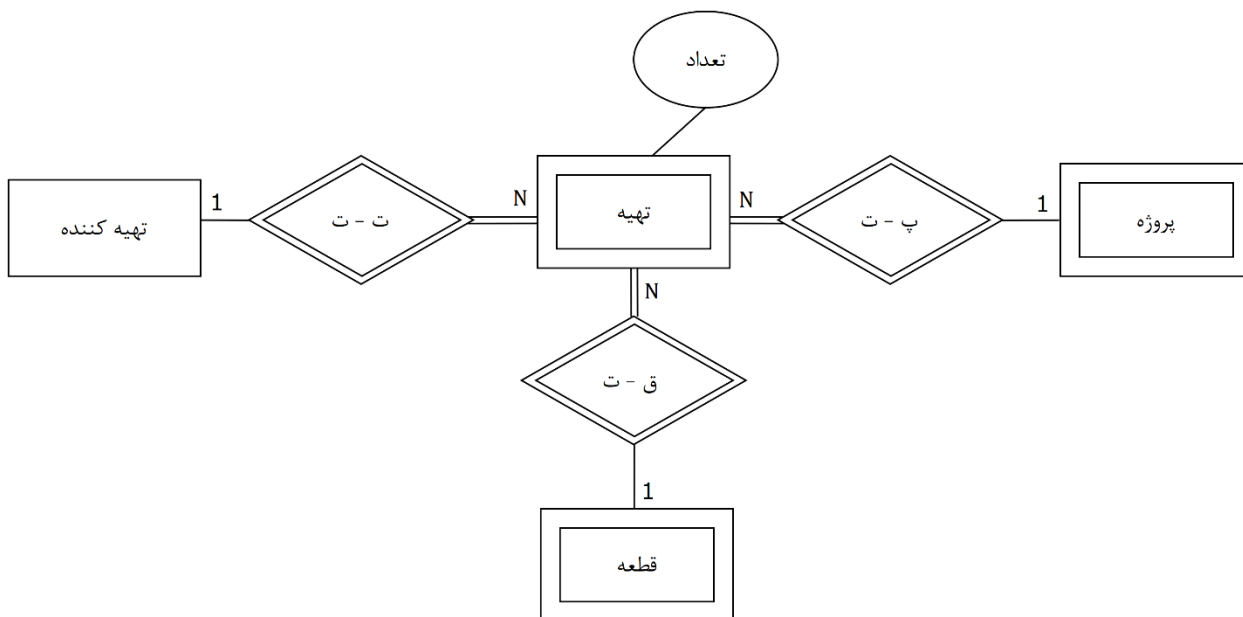 تعداد
پروژه
1
پ - ت
N
تهیه
N
ت - ت
1
تهیه کننده
N
ق - ت
1
قطعه